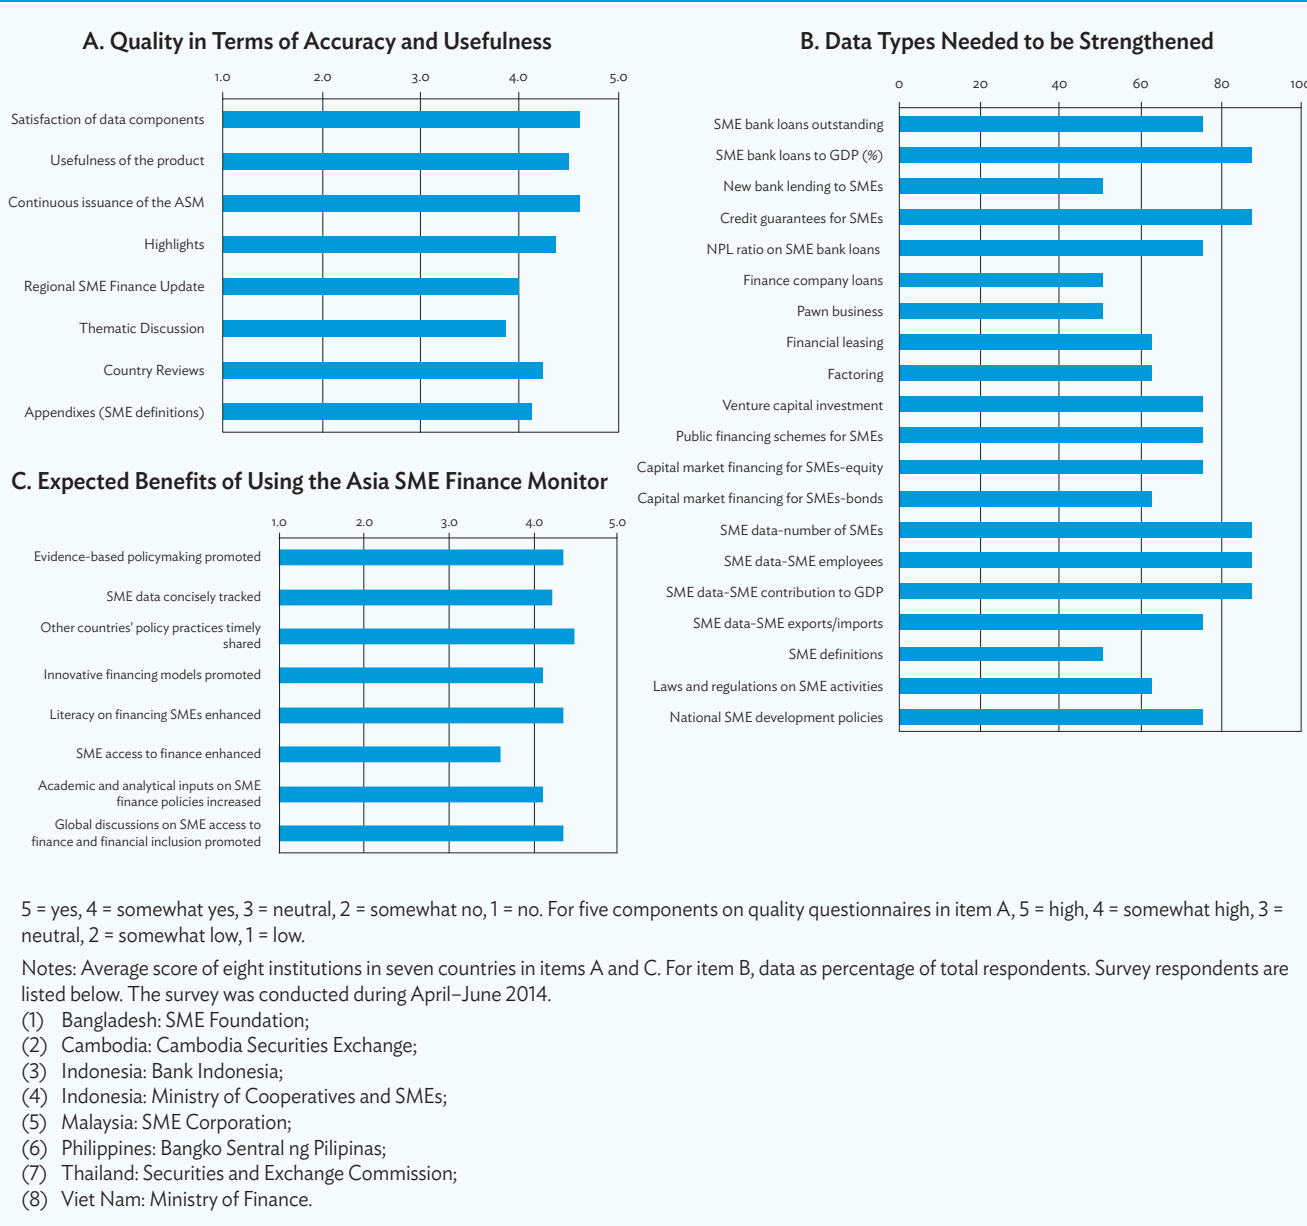 A. Quality in Terms of Accuracy and Usefulness
1.0 2.0 3.0 4.0 5.0
Satisfaction of data components
Usefulness of the product
Continuous issuance of the ASM
Highlights
Regional SME Finance Update
Thematic Discussion
Country Reviews
Appendixes (SME definitions)
B. Data Types Needed to be Strengthened
0 20 40 60 80 100
SME bank loans outstanding
SME bank loans to GDP (%)
New bank lending to SMEs
Credit guarantees for SMEs
NPL ratio on SME bank loans
Finance company loans
Pawn business
Financial leasing
Factoring
Venture capital investment
Public financing schemes for SMEs
Capital market financing for SMEs-equity
Capital market financing for SMEs-bonds
SME data-number of SMEs
SME data-SME employees
SME data-SME contribution to GDP
SME data-SME exports/imports
SME definitions
Laws and regulations on SME activities
National SME development policies
C. Expected Benefits of Using the Asia SME Finance Monitor
1.0 2.0 3.0 4.0 5.0
Evidence-based policymaking promoted
SME data concisely tracked
Other countries' policy practices timely
shared
Innovative financing models promoted
Literacy on financing SMEs enhanced
SME access to finance enhanced
Academic and analytical inputs on SME
finance policies increased
Global discussions on SME access to
finance and financial inclusion promoted
5 = yes, 4 = somewhat yes, 3 = neutral, 2 = somewhat no, 1 = no. For five components on quality questionnaires in item A, 5 = high, 4 = somewhat high, 3 =
neutral, 2 = somewhat low, 1 = low.
Notes: Average score of eight institutions in seven countries in items A and C. For item B, data as percentage of total respondents. Survey respondents are
listed below. The survey was conducted during April–June 2014.
(1) Bangladesh: SME Foundation;
(2) Cambodia: Cambodia Securities Exchange;
(3) Indonesia: Bank Indonesia;
(4) Indonesia: Ministry of Cooperatives and SMEs;
(5) Malaysia: SME Corporation;
(6) Philippines: Bangko Sentral ng Pilipinas;
(7) Thailand: Securities and Exchange Commission;
(8) Viet Nam: Ministry of Finance.